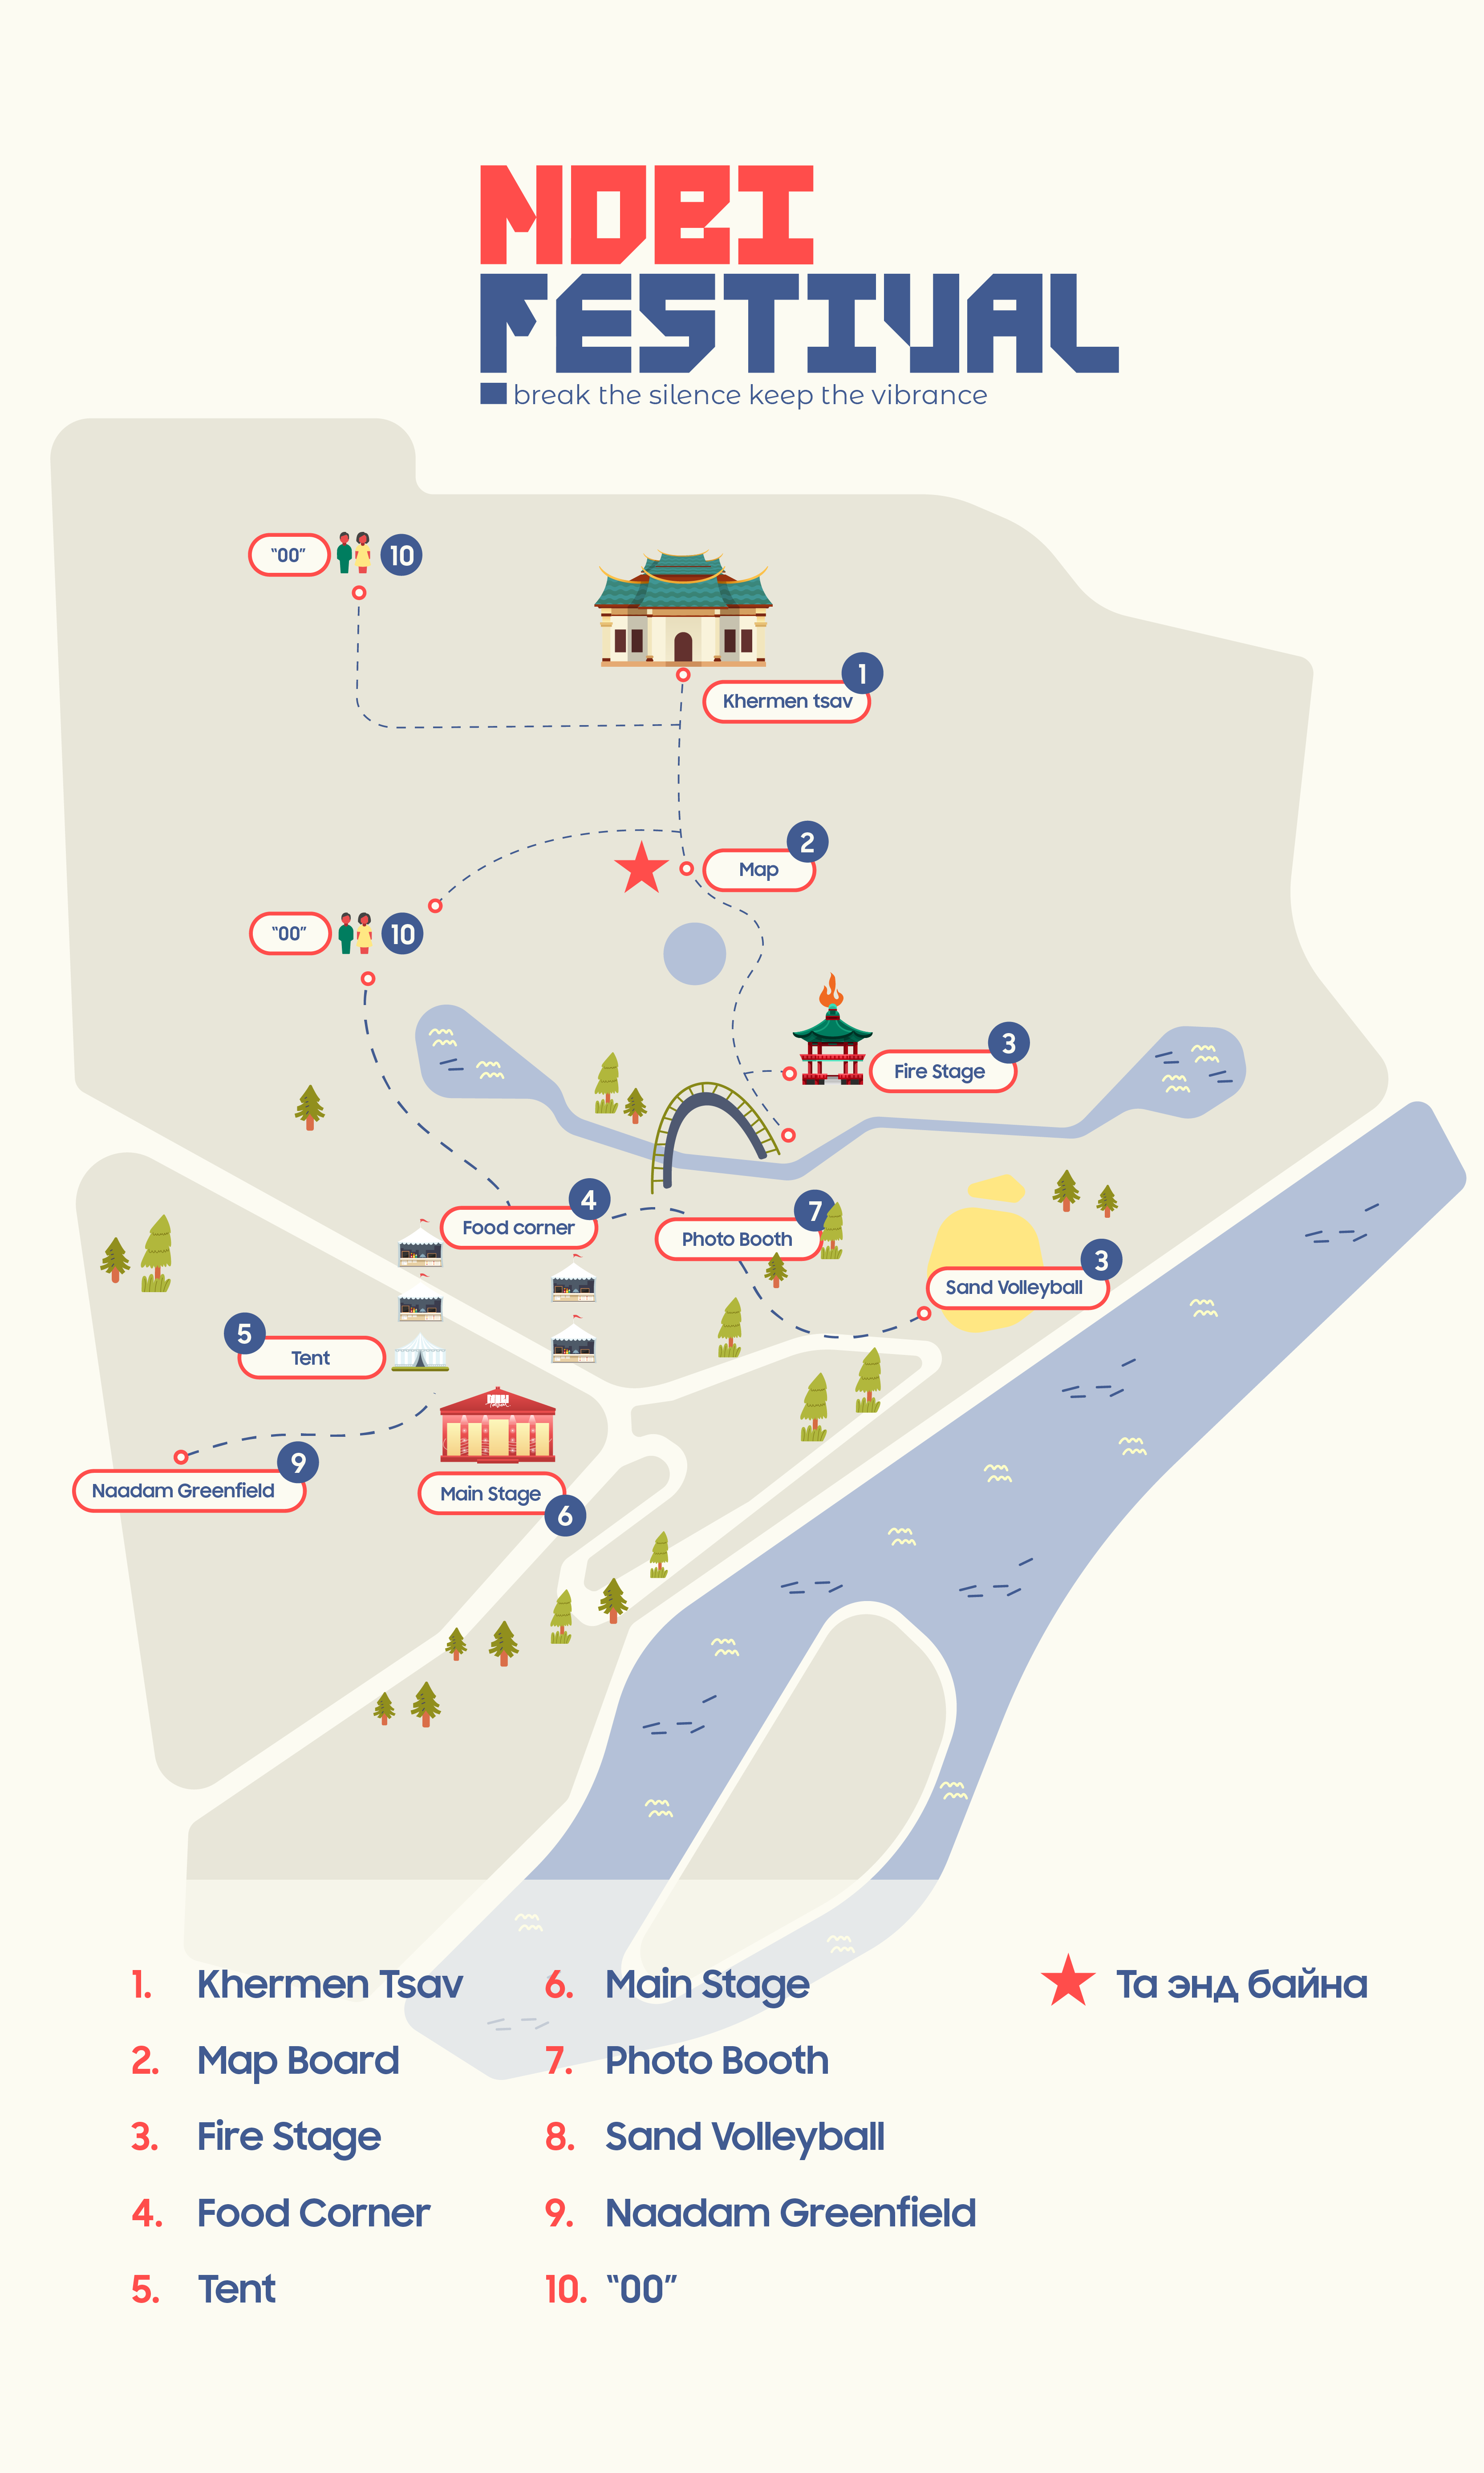 NOBI
FESTIVAL
break the silence keep the vibrance
“00” 10
1
Khermen tsav
2
Map
“00” 10
3
Fire Stage
4
Food corner
7
Photo Booth
3
Sand Volleyball
5
Tent
9
Naadam Greenfield
Main Stage
6
1. Khermen Tsav
2. Map Board
3. Fire Stage
4. Food Corner
5. Tent
6. Main Stage
7. Photo Booth
8. Sand Volleyball
9. Naadam Greenfield
10. “00”
Та энд байна